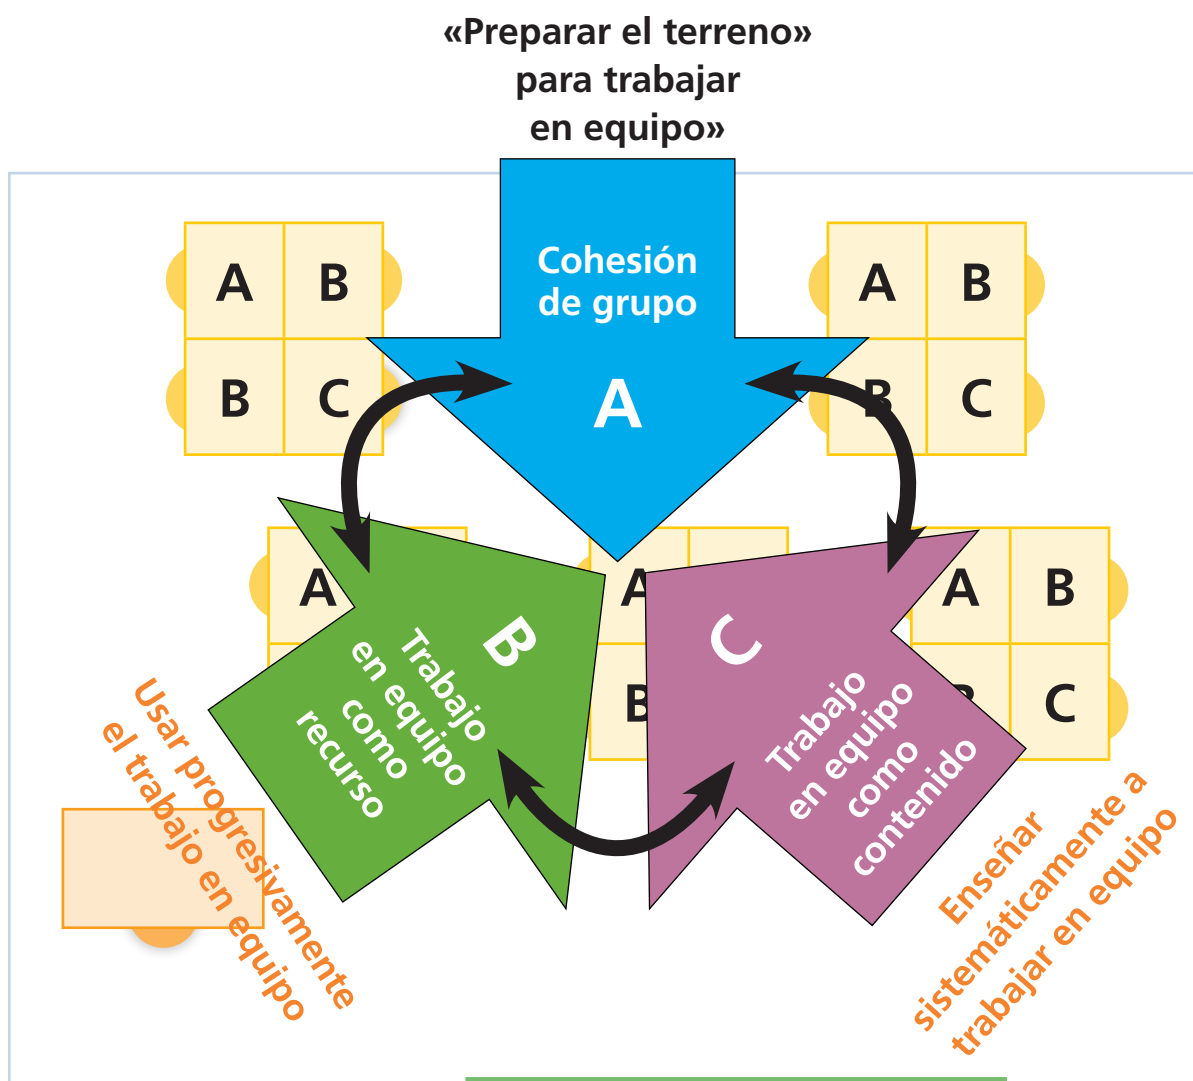 «Preparar el terreno»
para trabajar
en equipo»
Cohesión
de grupo
A
A B
B C
A B
B C
A
A
B
A B
B C
B
Trabajo
en equipo
como
recurso
C
Trabajo
en equipo
como
contenido
Usar progresivamente
el trabajo en equipo
Enseñar
sistemáticamente a
trabajar en equipo